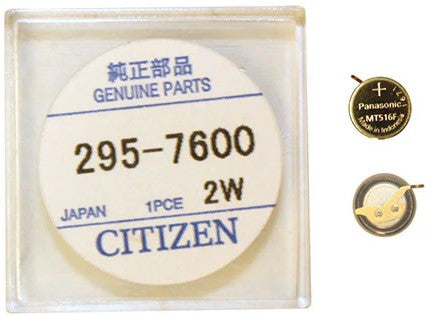 純正部品
GENUINE PARTS
295-7600
JAPAN 1PCE 2W
CITIZEN
+
Panasonic
MT516F
Made in Indonesia